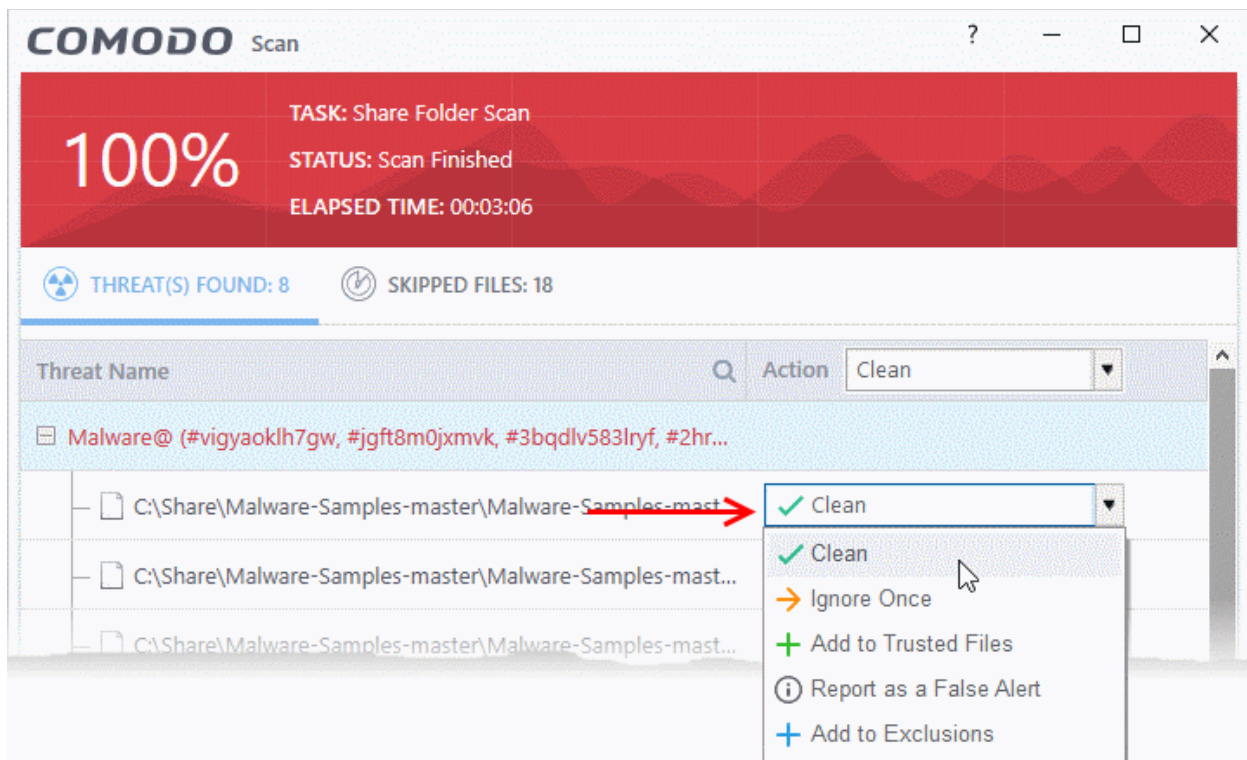 COMODO Scan
?
100%
TASK: Share Folder Scan
STATUS: Scan Finished
ELAPSED TIME: 00:03:06
THREAT(S) FOUND: 8 SKIPPED FILES: 18
Threat Name Action Clean
Malware@ (#vigyaoklh7gw, #jgft8m0jxmvk, #3bqdlv583lryf, #2hr...
C:\Share\Malware-Samples-master\Malware-Samples-mast... Clean
Clean
C:\Share\Malware-Samples-master\Malware-Samples-mast...
Ignore Once
C:\Share\Malware-Samples-master\Malware-Samples-mast...
Add to Trusted Files
Report as a False Alert
Add to Exclusions